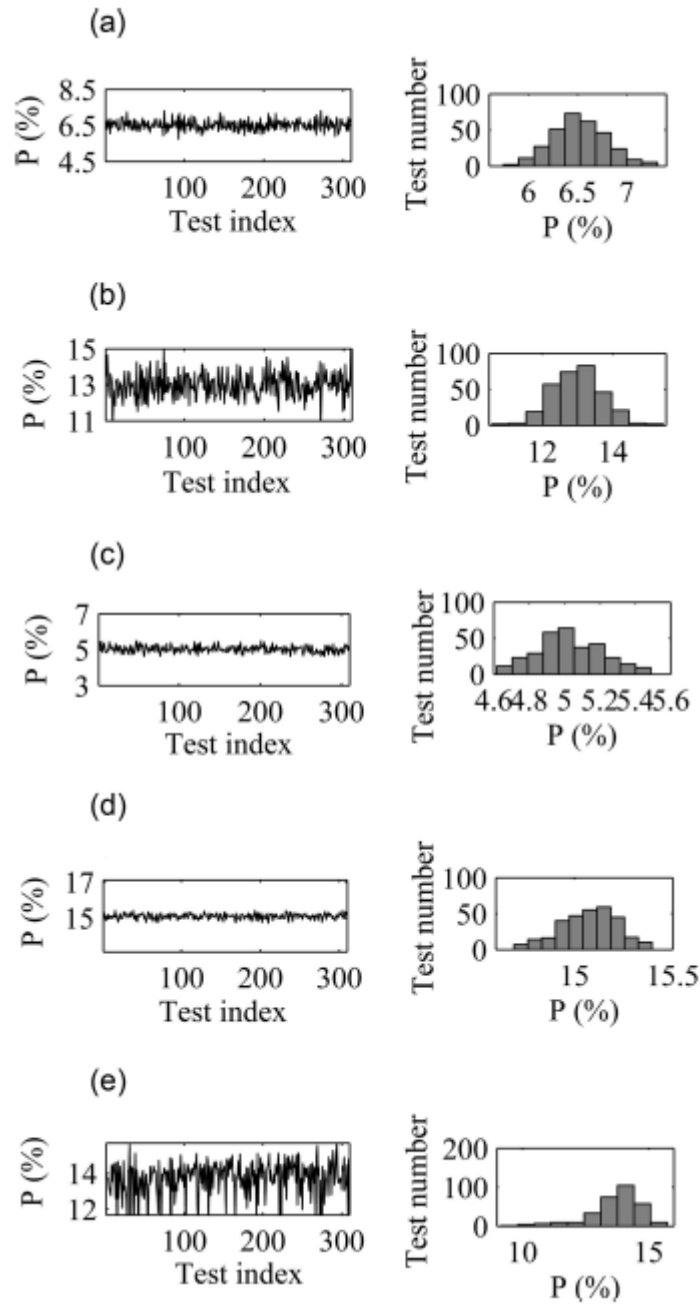 (a)
8.5
6.5
4.5
P (%)
100 200 300
Test index
100
50
0
Test number
6 6.5 7
P (%)
(b)
15
13
11
P (%)
100 200 300
Test index
100
50
0
Test number
12 14
P (%)
(c)
7
5
3
P (%)
100 200 300
Test index
100
50
0
Test number
4.64.8 5 5.25.45.6
P (%)
(d)
17
15
P (%)
100 200 300
Test index
100
50
0
Test number
15 15.5
P (%)
(e)
14
12
P (%)
100 200 300
Test index
200
100
0
Test number
10 15
P (%)